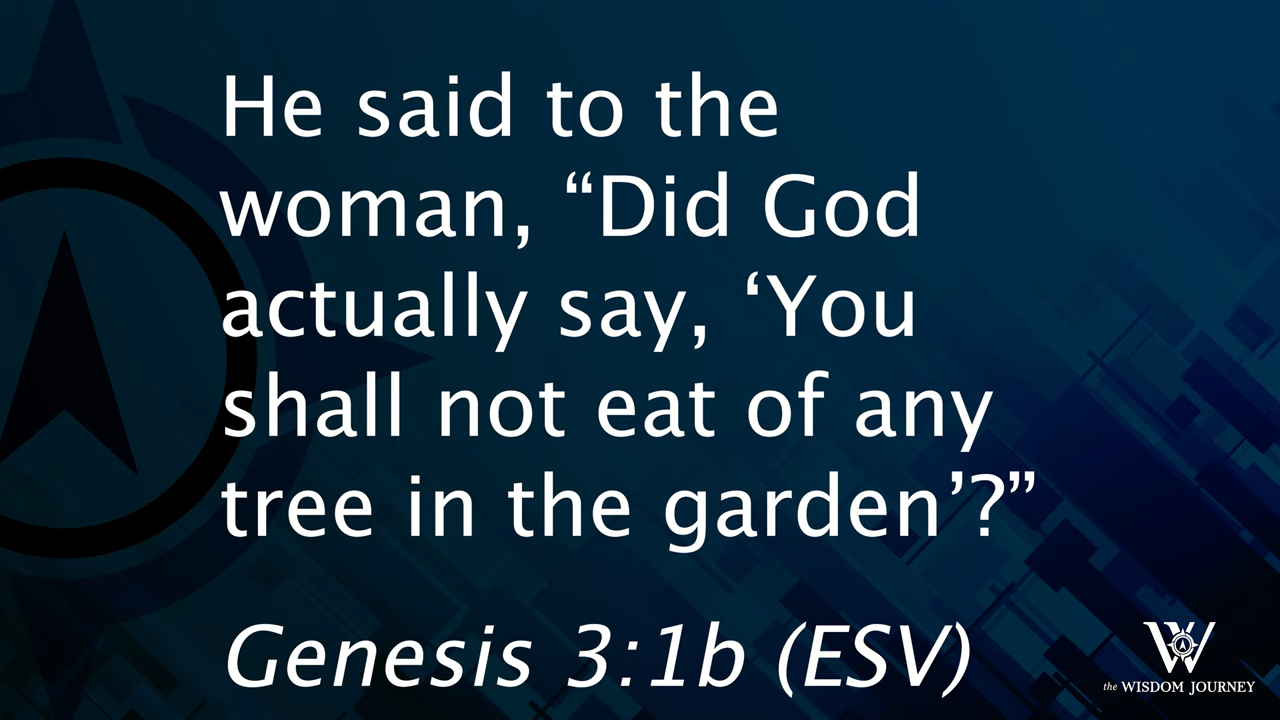 He said to the
woman, “Did God
actually say, ‘You
shall not eat of any
tree in the garden’?”
Genesis 3:1b (ESV)
W
the WISDOM JOURNEY